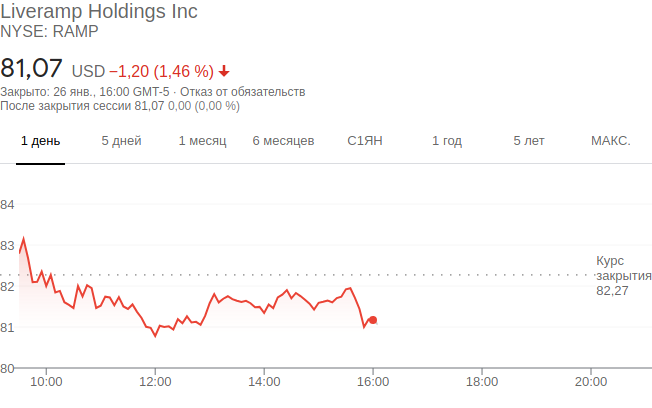 Liveramp Holdings Inc
NYSE: RAMP
81,07 USD −1,20 (1,46 %)
Закрыто: 26 янв., 16:00 GMT-5 · Отказ от обязательств
После закрытия сессии 81,07 0,00 (0,00 %)
1 день 5 дней 1 месяц 6 месяцев С1ЯН 1 год 5 лет МАКС.
84
83
Курс
закрытия
82,27
82
81
80
10:00 12:00 14:00 16:00 18:00 20:00